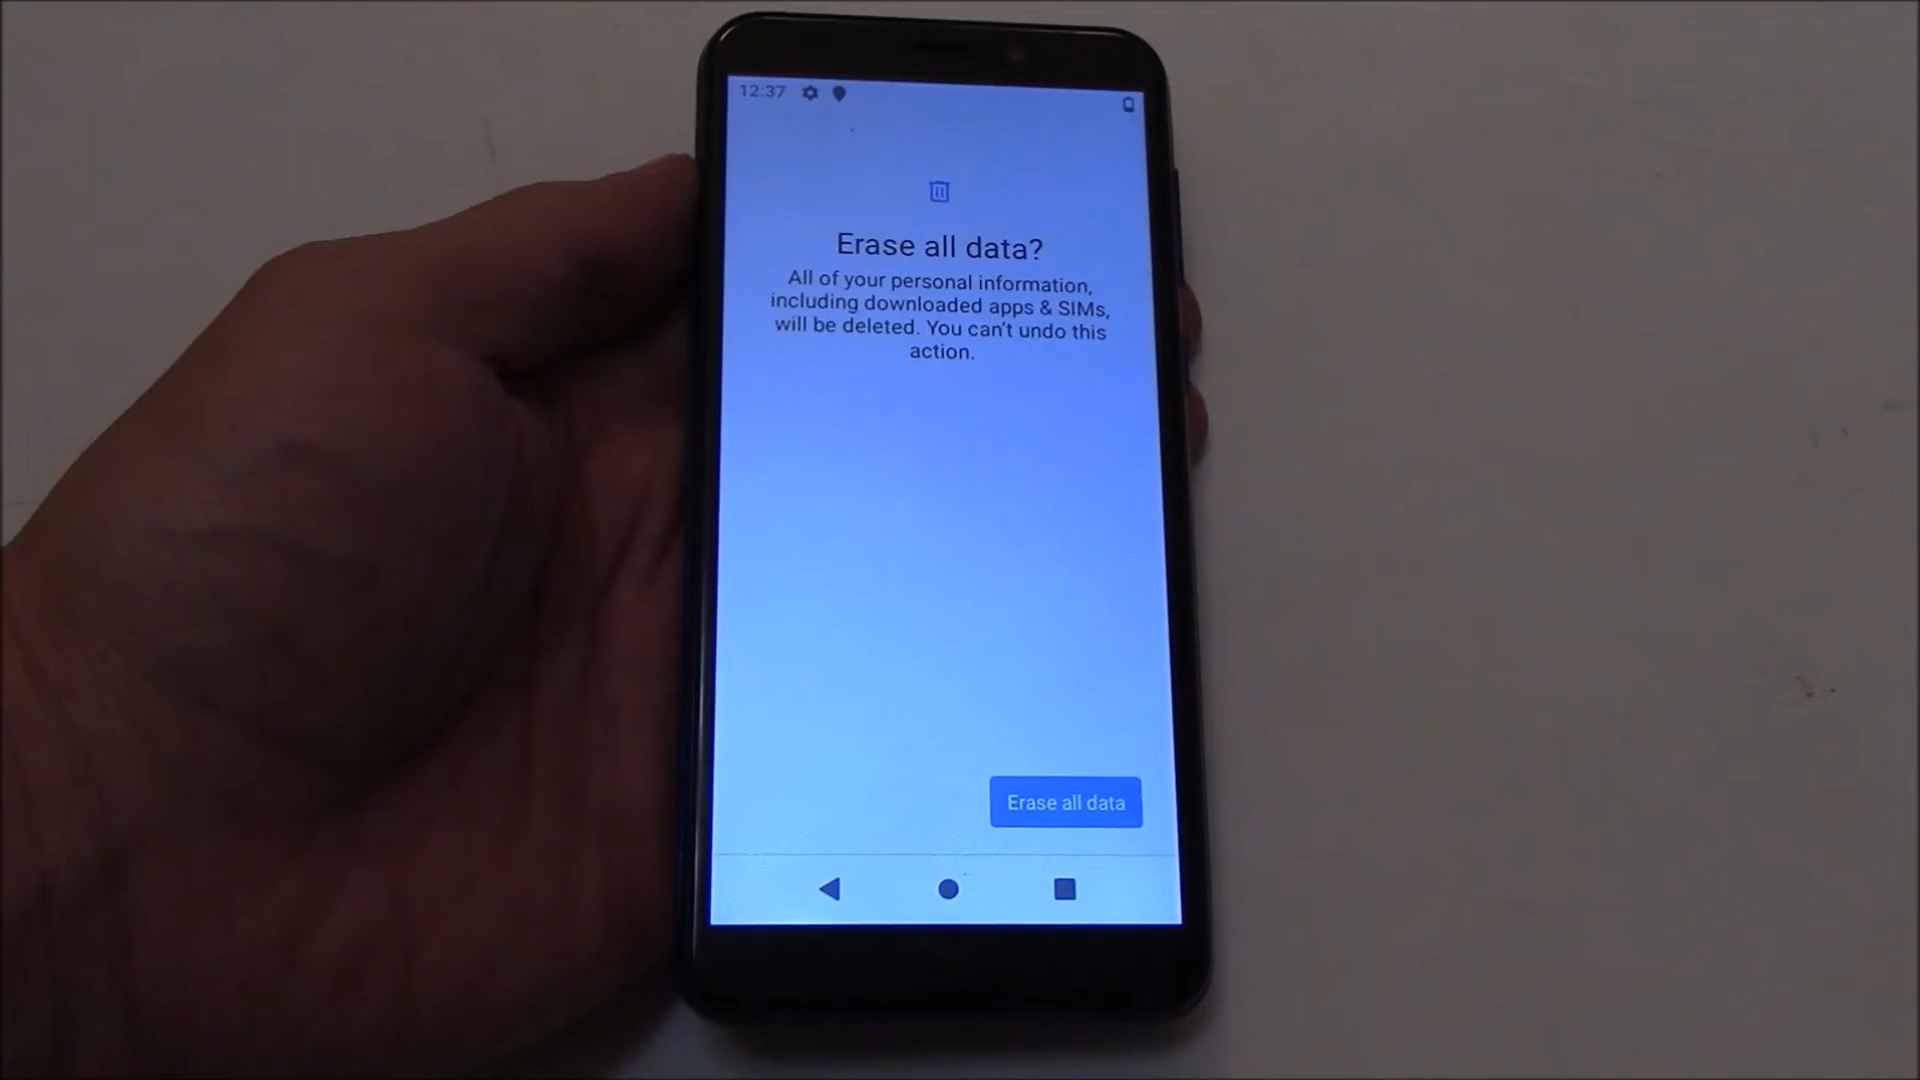 12:37
Erase all data?
All of your personal information,
including downloaded apps & SIMs,
will be deleted. You can't undo this
action.
Erase all data